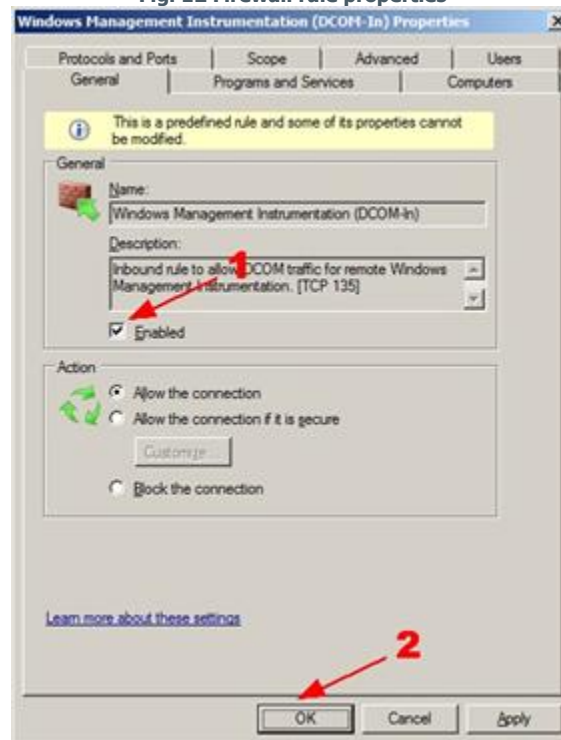 Fig. 12 Firewall rule properties
Windows Management Instrumentation (DCOM-In) Properties
Protocols and Ports
Scope
Advanced
Users
General
Programs and Services
Computers
This is a predefined rule and some of its properties cannot
be modified.
General
Name:
Windows Management Instrumentation (DCOM-In)
Description:
Inbound rule to allow DCOM traffic for remote Windows
Management Instrumentation. [TCP 135]
1
Enabled
Action
Allow the connection
Allow the connection if it is secure
Customize...
Block the connection
Learn more about these settings
2
OK
Cancel
Apply